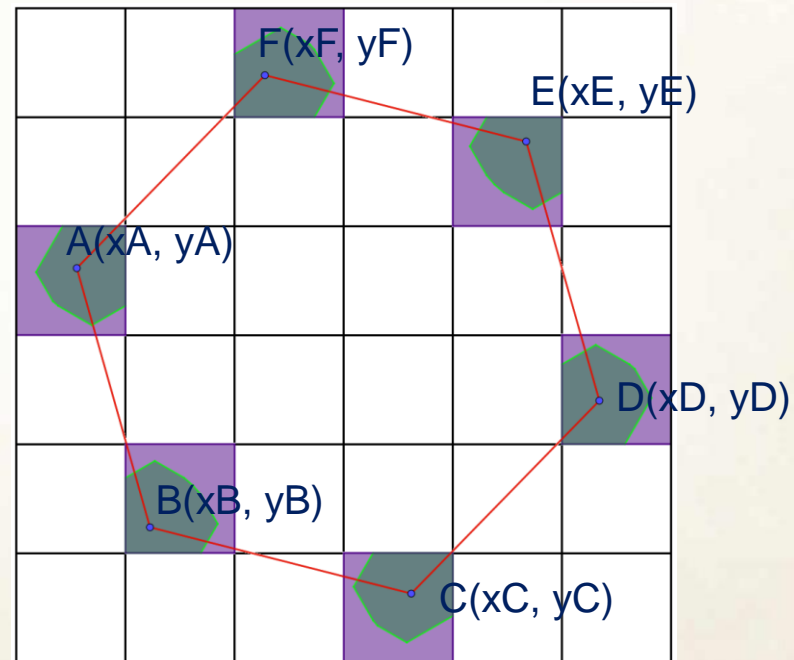 F(xF, yF)
E(xE, yE)
A(xA, yA)
D(xD, yD)
B(xB, yB)
C(xC, yC)